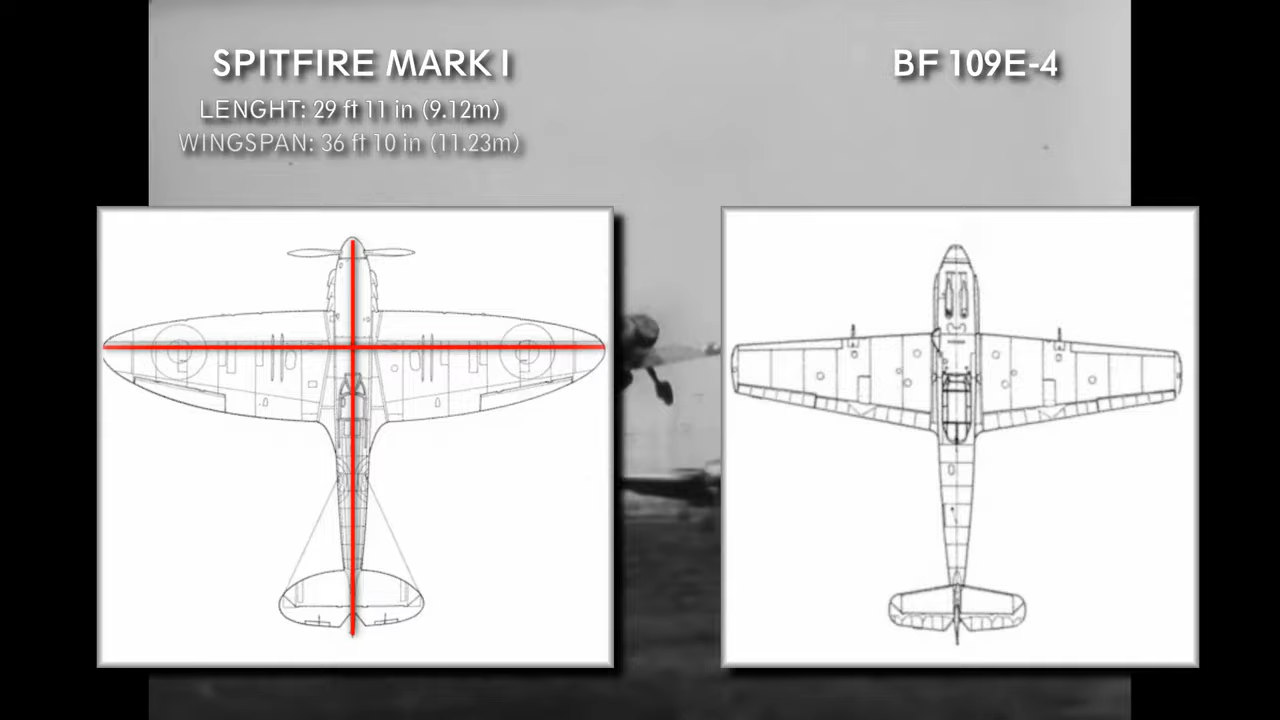 SPITFIRE MARK I
LENGHT: 29 ft 11 in (9.12m)
WINGSPAN: 36 ft 10 in (11.23m)
BF 109E-4